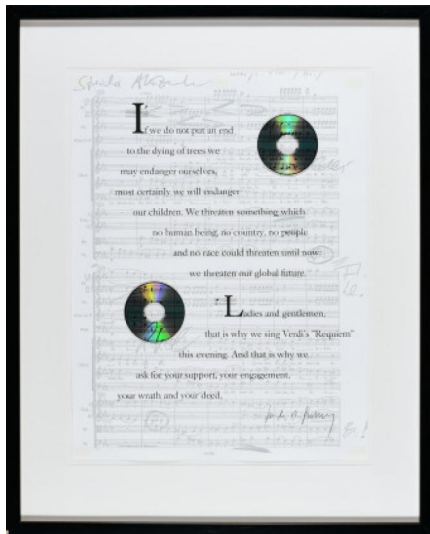 If we do not put an end
to the dying of trees we
may endanger ourselves,
most certainly we will endanger
our children. We threaten something which
no human being, no country, no people
and no race could threaten until now:
we threaten our global future.
Ladies and gentlemen,
that is why we sing Verdi's "Requiem"
this evening. And that is why we
ask for your support, your engagement,
your wrath and your deed.